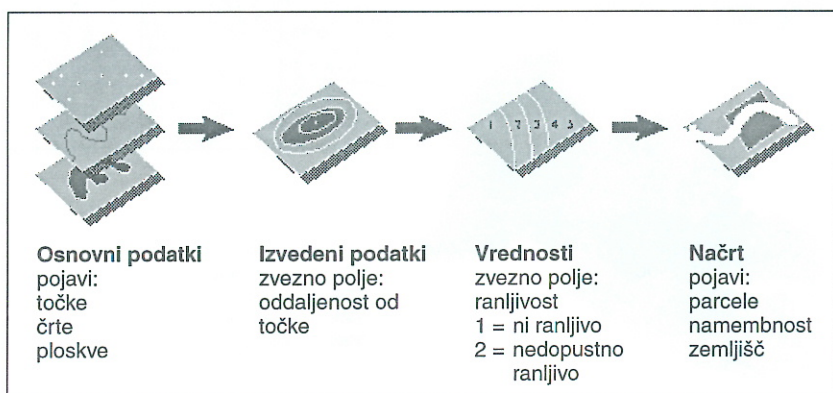 1 2 3 4 5
Osnovni podatki
pojavi:
točke
črte
ploskve
Izvedeni podatki
zvezno polje:
oddaljenost od
točke
Vrednosti
zvezno polje:
ranljivost
1 = ni ranljivo
2 = nedopustno
ranljivo
Načrt
pojavi:
parcele
namembnost
zemljišč